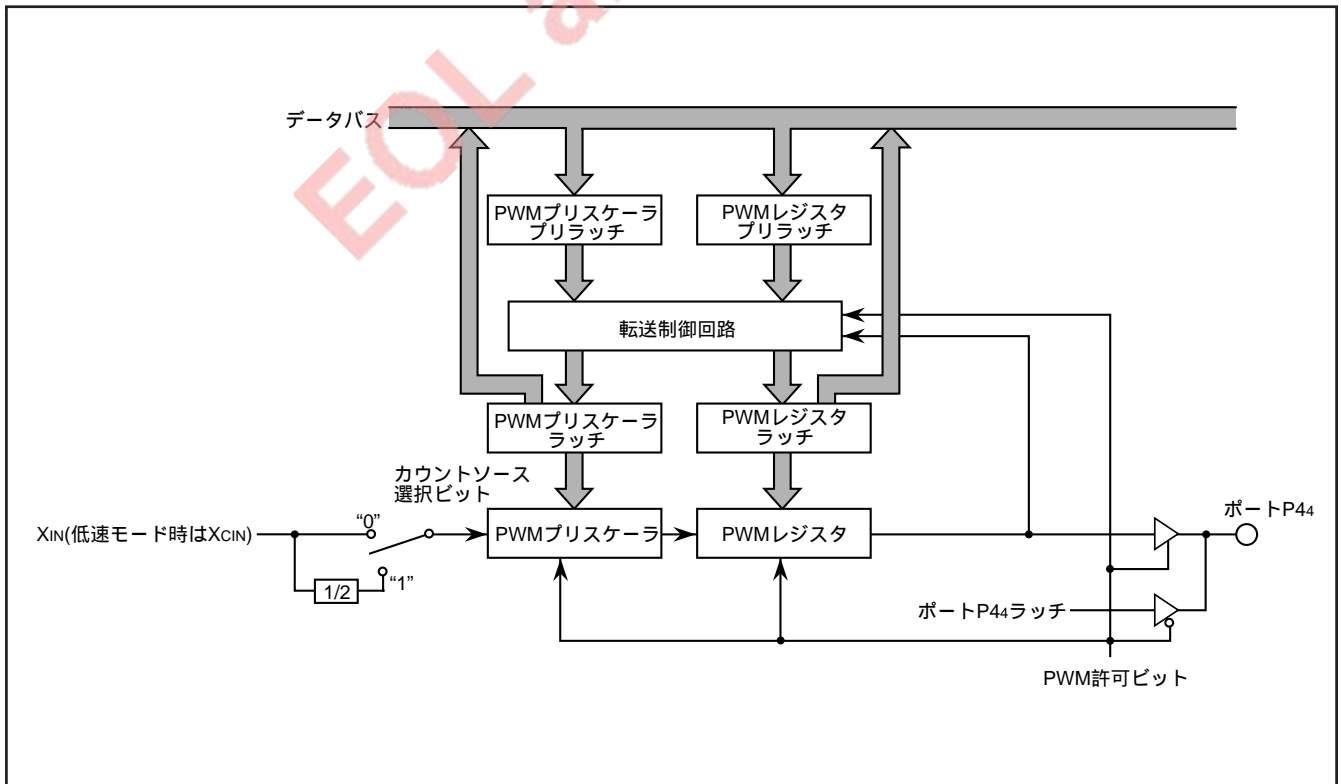 EOL a
データバス
PWMプリスケーラ
プリラッチ
PWMレジスタ
プリラッチ
転送制御回路
PWMプリスケーラ
ラッチ
PWMレジスタ
ラッチ
カウントソース
選択ビット
XIN(低速モード時はXCIN)
“0”
“1”
1/2
PWMプリスケーラ
PWMレジスタ
ポートP44
ポートP44ラッチ
PWM許可ビット